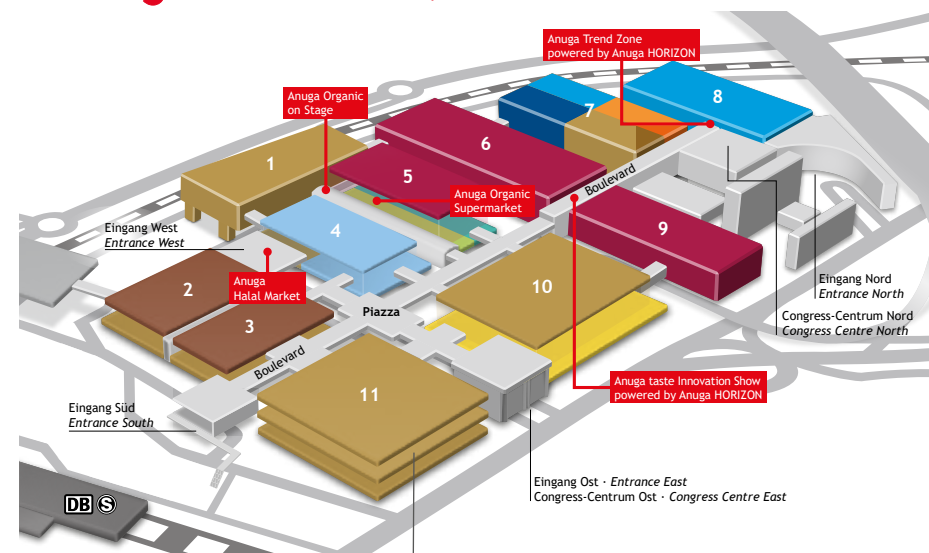 Anuga Trend Zone
powered by Anuga HORIZON
8
Anuga Organic
on Stage
7
6
1
5
Boulevard
Anuga Organic
Supermarket
Eingang West
Entrance West
4
9
Anuga
Halal Market
2
10
Eingang Nord
Entrance North
Piazza
Congress-Centrum Nord
Congress Centre North
3
Boulevard
Anuga taste Innovation Show
powered by Anuga HORIZON
11
Eingang Süd
Entrance South
Eingang Ost · Entrance East
Congress-Centrum Ost · Congress Centre East
DB S